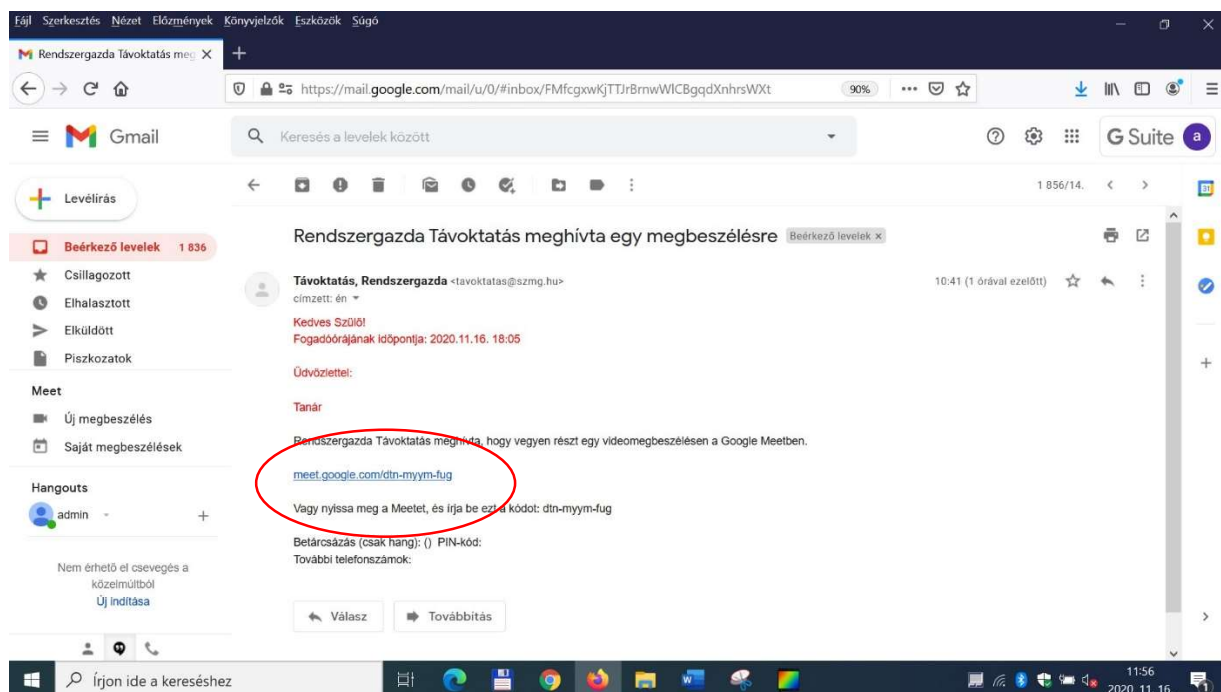 Fájl Szerkesztés Nézet Előzmények Könyvjelzők Eszközök Súgó
Rendszergazda Távoktatás meg
https://mail.google.com/mail/u/0/#inbox/FMfcgxwKjTTJrBrnwWlCBgqdXnhrsWXt 90%
Gmail
Keresés a levelek között
G Suite a
Levélírás
1 856/14.
31
Beérkező levelek 1 836
Csillagozott
Elhalasztott
Elküldött
Piszkozatok
Meet
Új megbeszélés
Saját megbeszélések
Hangouts
admin
Nem érhető el csevegés a
közelmúltból
Új indítása
Rendszergazda Távoktatás meghívta egy megbeszélésre Beérkező levelek x
Távoktatás, Rendszergazda <tavoktatas@szmg.hu> 10:41 (1 órával ezelőtt)
címzett: én
Kedves Szülő!
Fogadóórájának időpontja: 2020.11.16. 18:05
Üdvözlettel:
Tanár
Rendszergazda Távoktatás meghívta, hogy vegyen részt egy videomegbeszélésen a Google Meetben.
meet.google.com/dtn-myym-fug
Vagy nyissa meg a Meetet, és írja be ezt a kódot: dtn-myym-fug
Betárcsázás (csak hang): () PIN-kód:
További telefonszámok:
Válasz Továbbítás
Írjon ide a kereséshez
11:56
2020. 11. 16.